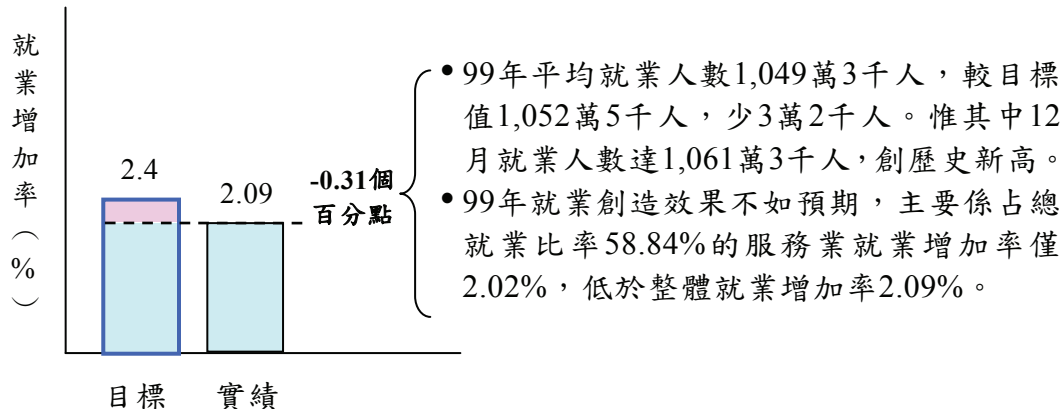 就業增加率（%）
2.4
2.09
-0.31個
百分點
目標
實績
•99年平均就業人數1,049萬3千人，較目標
值1,052萬5千人，少3萬2千人。惟其中12
月就業人數達1,061萬3千人，創歷史新高。
•99年就業創造效果不如預期，主要係占總
就業比率58.84%的服務業就業增加率僅
2.02%，低於整體就業增加率2.09%。